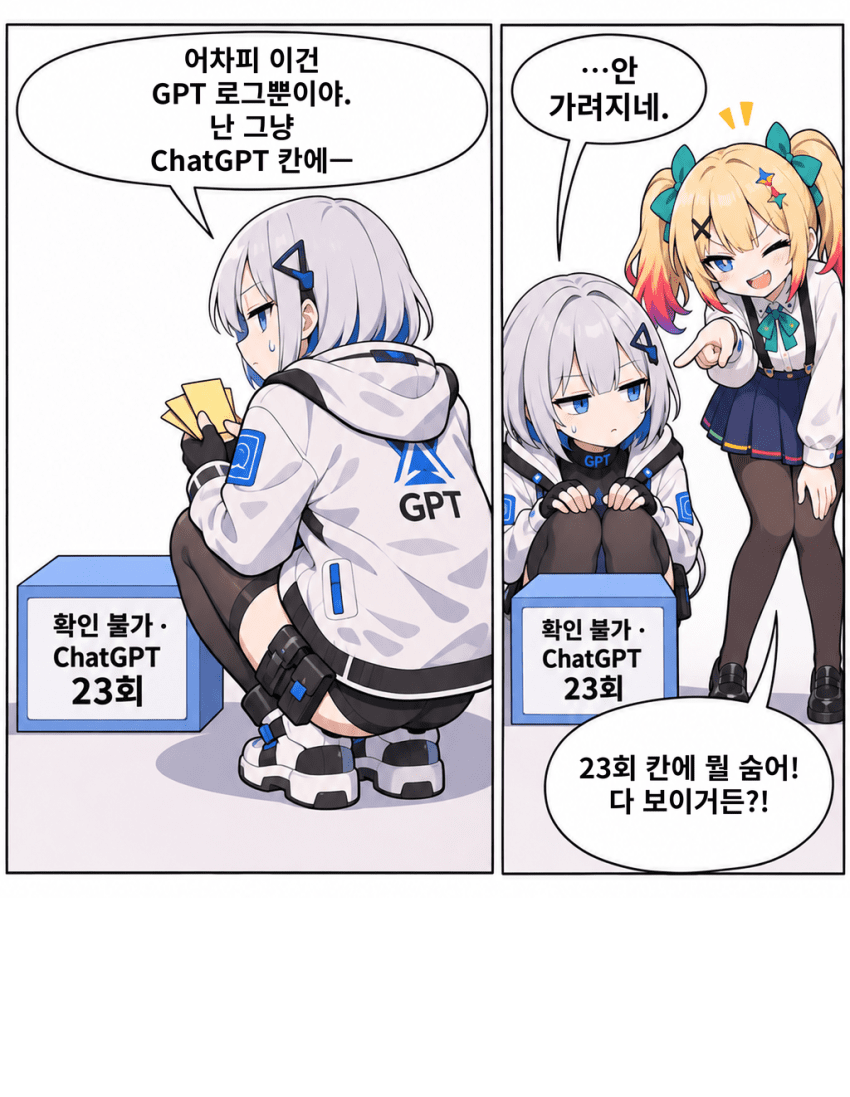 어차피 이건
GPT 로그뿐이야.
난 그냥
ChatGPT 칸에—
GPT
확인 불가·
ChatGPT
23회
…안
가려지네.
GPT
확인 불가·
ChatGPT
23회
23회 칸에 뭘 숨어!
다 보이거든?!